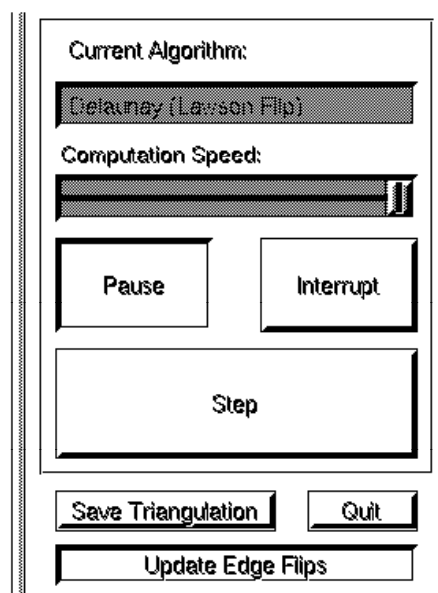 Current Algorithm:
Delaunay (Lawson Flip)
Computation Speed:
Pause
Interrupt
Step
Save Triangulation
Quit
Update Edge Flips